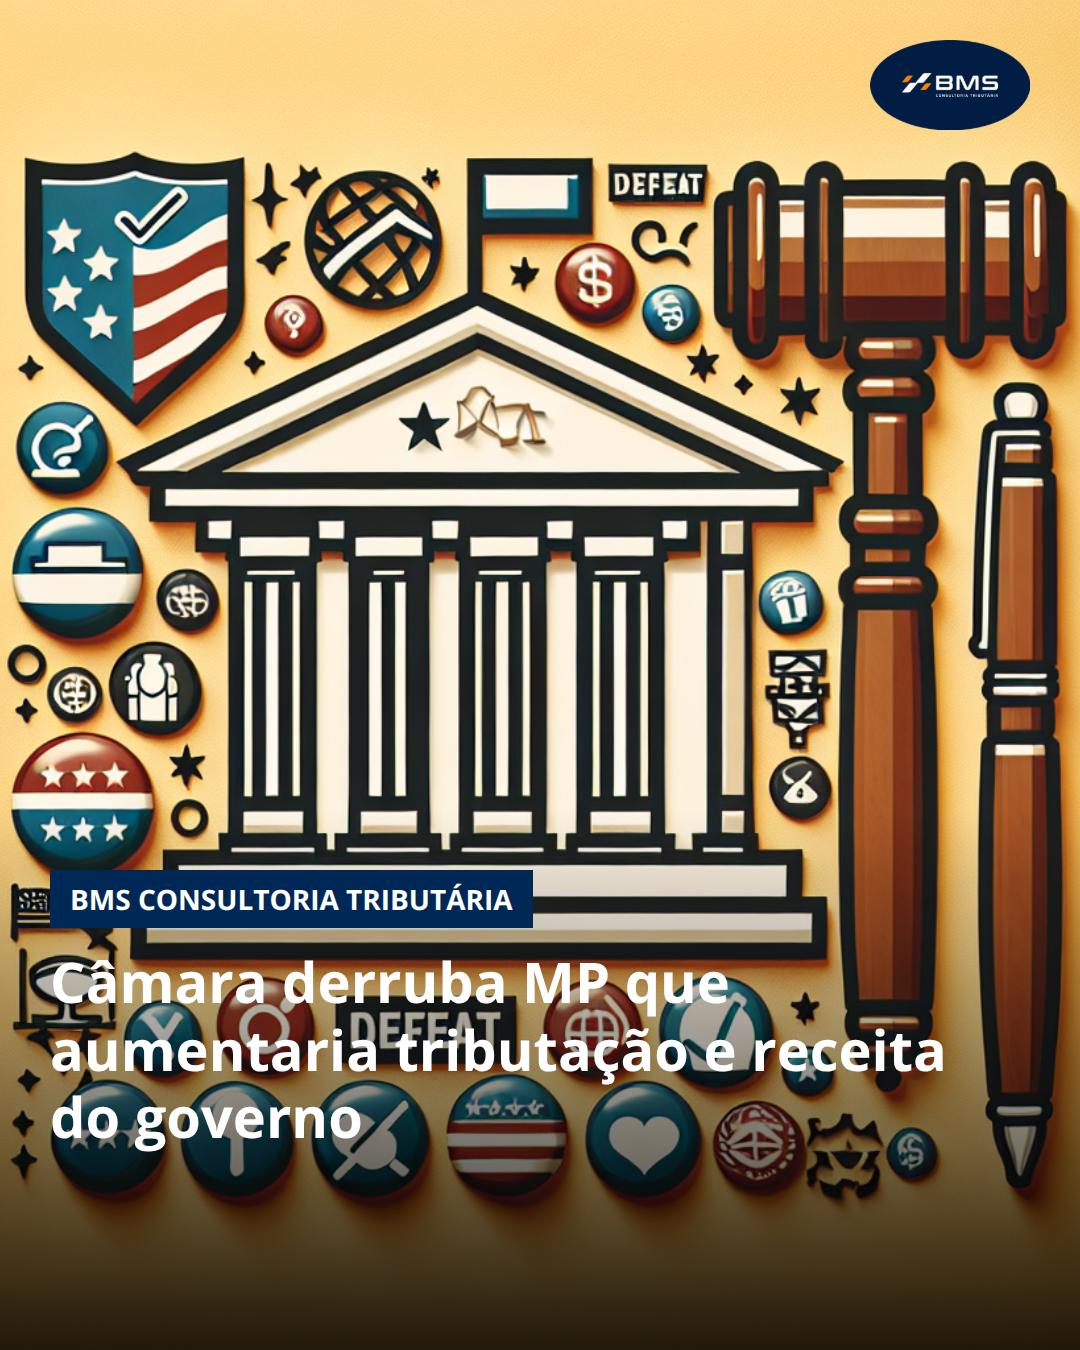 BMS
CONSULTORIA TRIBUTÁRIA
DEFEAT
$
BMS CONSULTORIA TRIBUTÁRIA
Câmara derruba MP que
DEFEAT
aumentaria tributação e receita
do governo
$